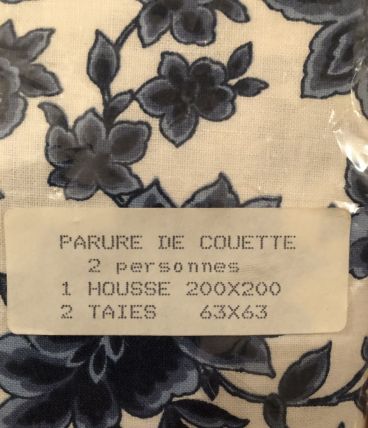 PARURE DE COUETTE
2 personnes
1 HOUSSE 200X200
2 TAIES 63X63